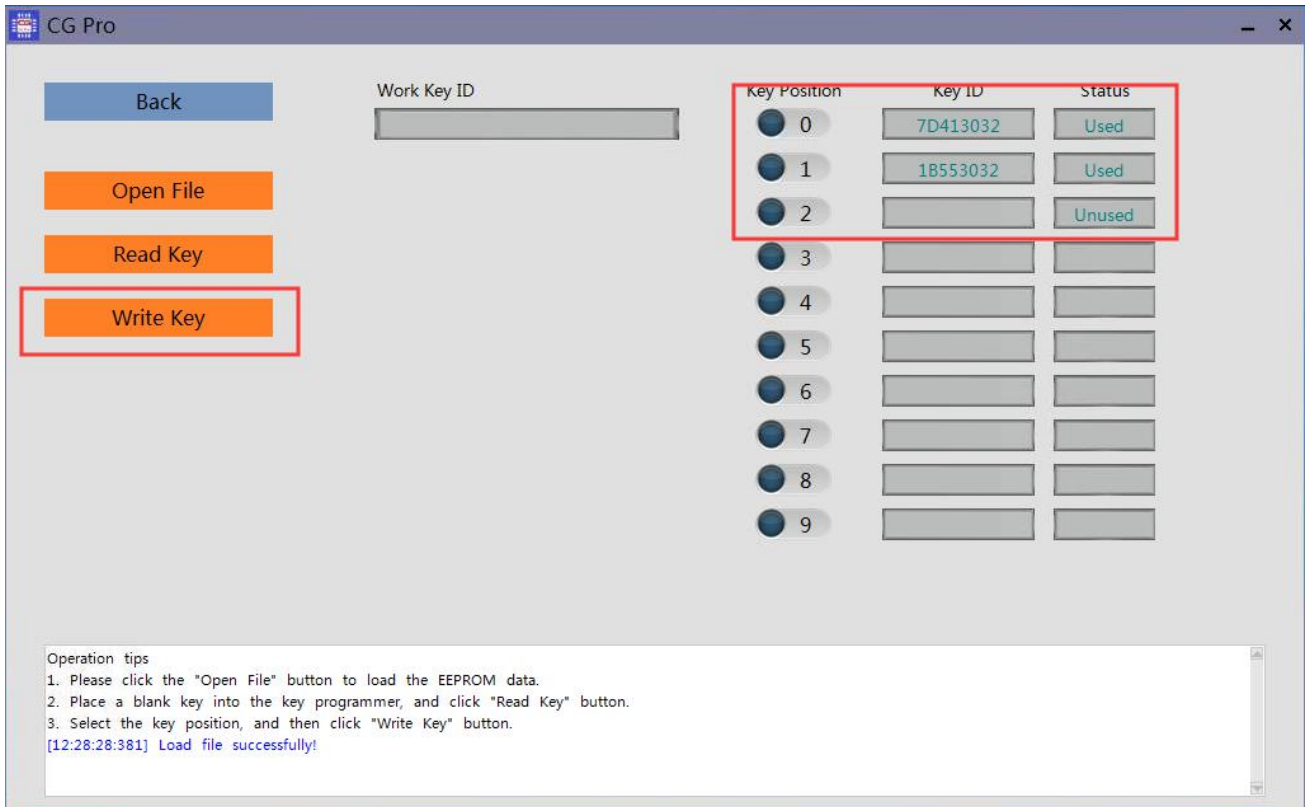 CG Pro
Back
Work Key ID
Key Position Key ID Status
0 7D413032 Used
1 1B553032 Used
2 Unused
3
4
5
6
7
8
9
Open File
Read Key
Write Key
Operation tips
1. Please click the "Open File" button to load the EEPROM data.
2. Place a blank key into the key programmer, and click "Read Key" button.
3. Select the key position, and then click "Write Key" button.
[12:28:28:381] Load file successfully!